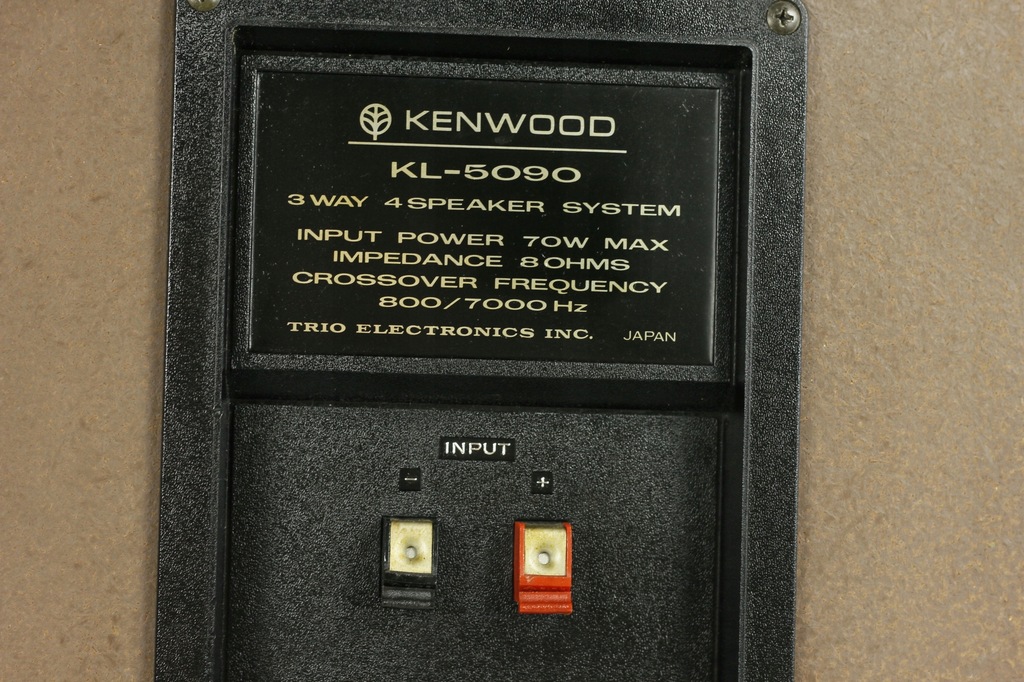 KENWOOD
KL-5090
3 WAY 4 SPEAKER SYSTEM
INPUT POWER 70W MAX
IMPEDANCE 8 OHMS
CROSSOVER FREQUENCY
800/7000 Hz
TRIO ELECTRONICS INC. JAPAN
INPUT
- +